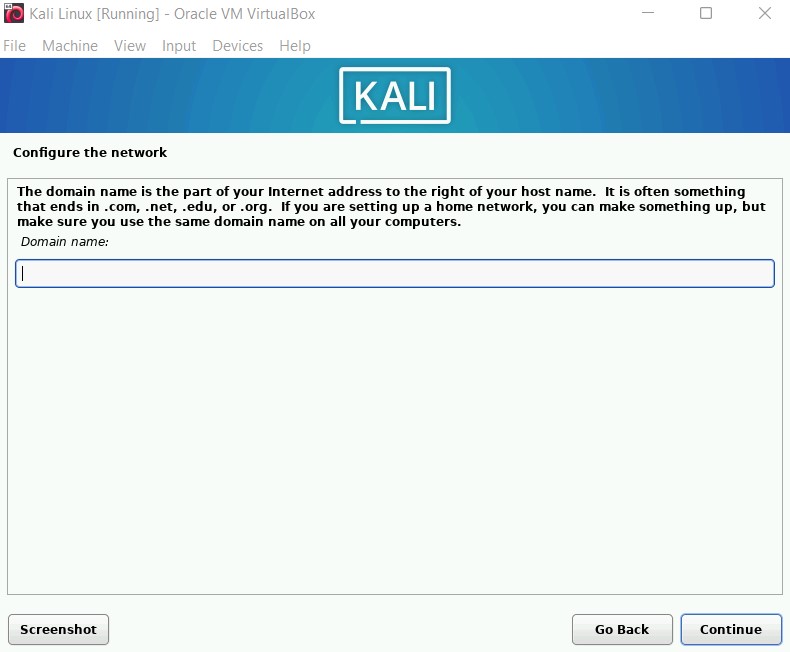 Kali Linux [Running] - Oracle VM VirtualBox
File Machine View Input Devices Help
KALI
Configure the network
The domain name is the part of your Internet address to the right of your host name.  It is often something
that ends in .com, .net, .edu, or .org.  If you are setting up a home network, you can make something up, but
make sure you use the same domain name on all your computers.
Domain name:
Screenshot Go Back Continue